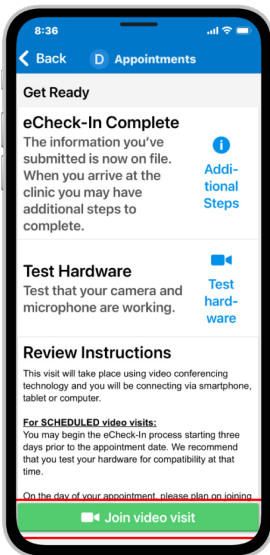 8:36
Back D Appointments
Get Ready
eCheck-In Complete
The information you've
submitted is now on file.
When you arrive at the
clinic you may have
additional steps to
complete.
Addi-
tional
Steps
Test Hardware
Test that your camera and
microphone are working.
Test
hard-
ware
Review Instructions
This visit will take place using video conferencing
technology and you will be connecting via smartphone,
tablet or computer.
For SCHEDULED video visits:
You may begin the eCheck-In process starting three
days prior to the appointment date. We recommend
that you test your hardware for compatibility at that
time.
On the day of your appointment, please plan on joining
Join video visit